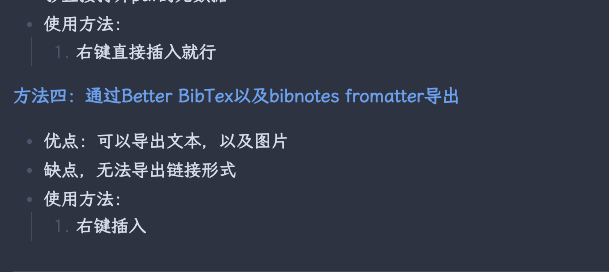 • 使用方法：
1. 右键直接插入就行
方法四：通过Better BibTex以及bibnotes fromatter导出
• 优点：可以导出文本，以及图片
• 缺点，无法导出链接形式
• 使用方法：
1. 右键插入